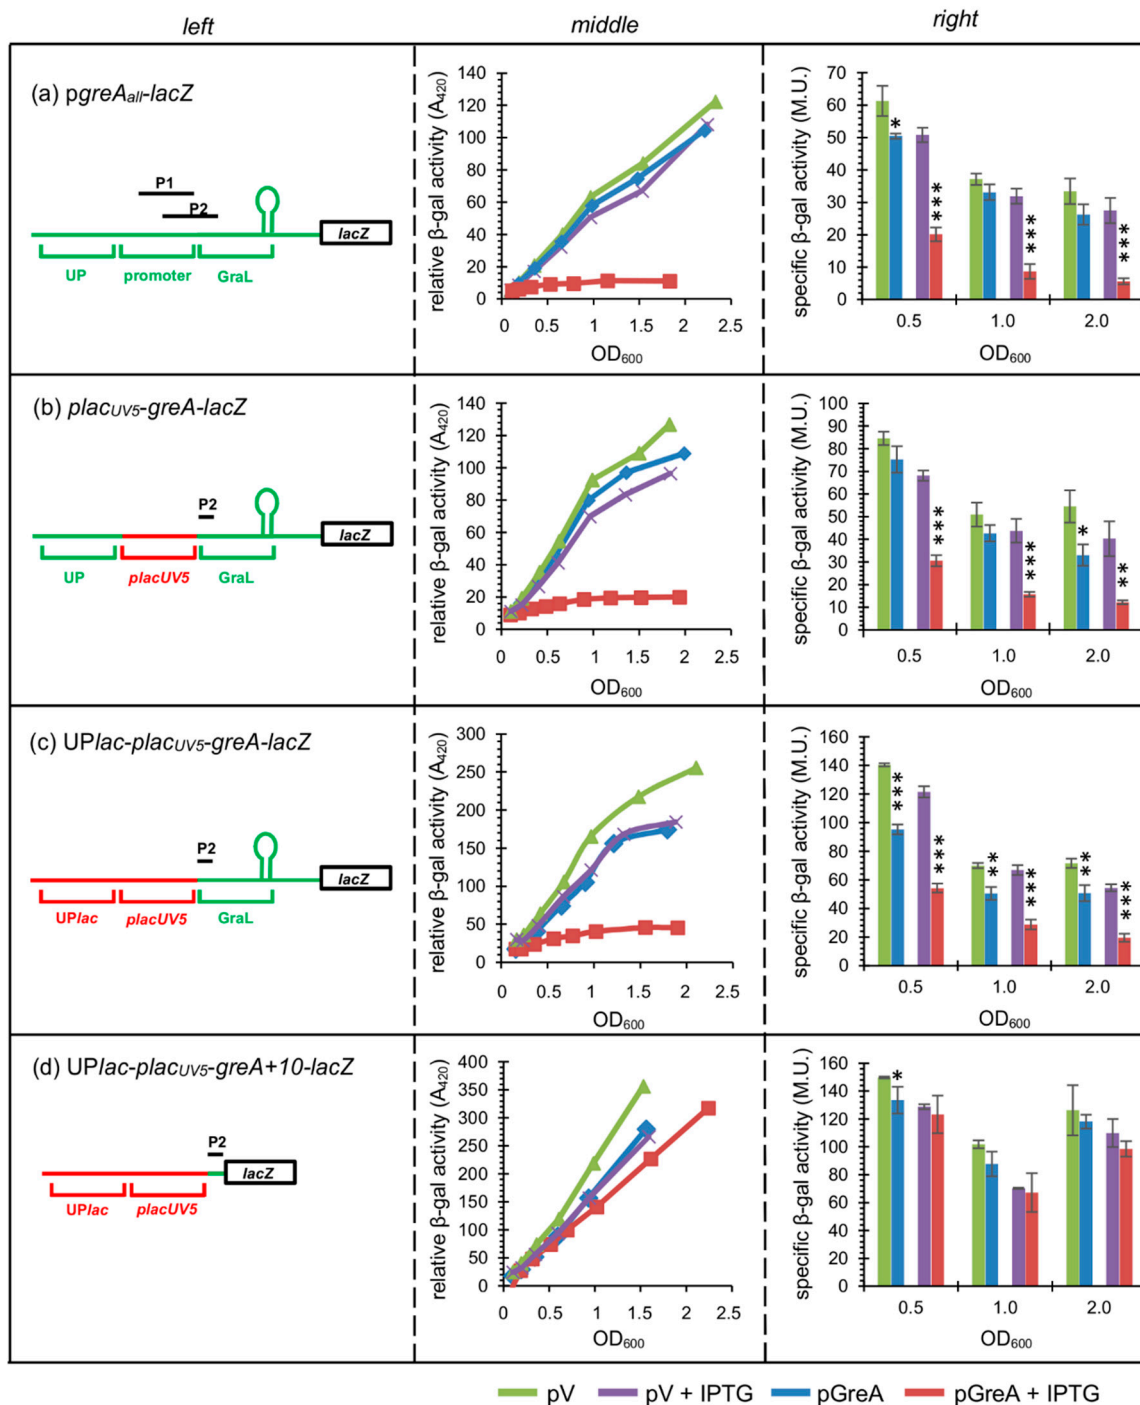 left middle right
(a) pgreAall-lacZ
P1
P2
lacZ
UP promoter GraL
relative β-gal activity (A420)
140
120
100
80
60
40
20
0
0 0.5 1 1.5 2 2.5
OD600
specific β-gal activity (M.U.)
70
60
50
40
30
20
10
0
* *** *** ***
0.5 1.0 2.0
OD600
(b) placUV5-greA-lacZ
P2
lacZ
UP placUV5 GraL
relative β-gal activity (A420)
140
120
100
80
60
40
20
0
0 0.5 1 1.5 2 2.5
OD600
specific β-gal activity (M.U.)
100
90
80
70
60
50
40
30
20
10
0
*** *** * **
0.5 1.0 2.0
OD600
(c) UPlac-placUV5-greA-lacZ
P2
lacZ
UPlac placUV5 GraL
relative β-gal activity (A420)
300
250
200
150
100
50
0
0 0.5 1 1.5 2 2.5
OD600
specific β-gal activity (M.U.)
160
140
120
100
80
60
40
20
0
*** *** ** *** ** ***
0.5 1.0 2.0
OD600
(d) UPlac-placUV5-greA+10-lacZ
P2
lacZ
UPlac placUV5
relative β-gal activity (A420)
400
350
300
250
200
150
100
50
0
0 0.5 1 1.5 2 2.5
OD600
specific β-gal activity (M.U.)
160
140
120
100
80
60
40
20
0
*
0.5 1.0 2.0
OD600
pV pV + IPTG pGreA pGreA + IPTG